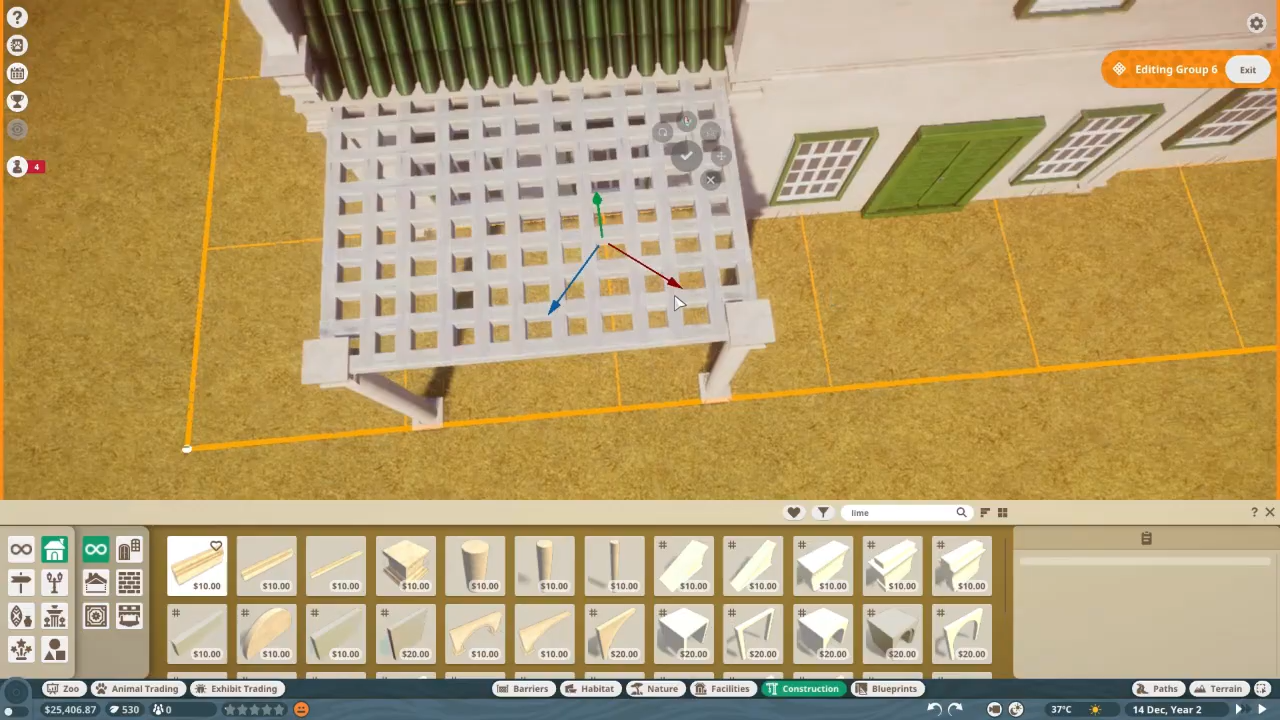 ?
Editing Group 6
Exit
4
lime
?
$10.00 $10.00 $10.00 $10.00 $10.00 $10.00 $10.00 $10.00 $10.00 $10.00 $10.00 $10.00
$10.00 $10.00 $10.00 $20.00 $10.00 $10.00 $20.00 $20.00 $20.00 $20.00 $20.00 $20.00
Zoo Animal Trading Exhibit Trading Barriers Habitat Nature Facilities Construction Blueprints Paths Terrain
$25,406.87 530 0 37°C 14 Dec, Year 2